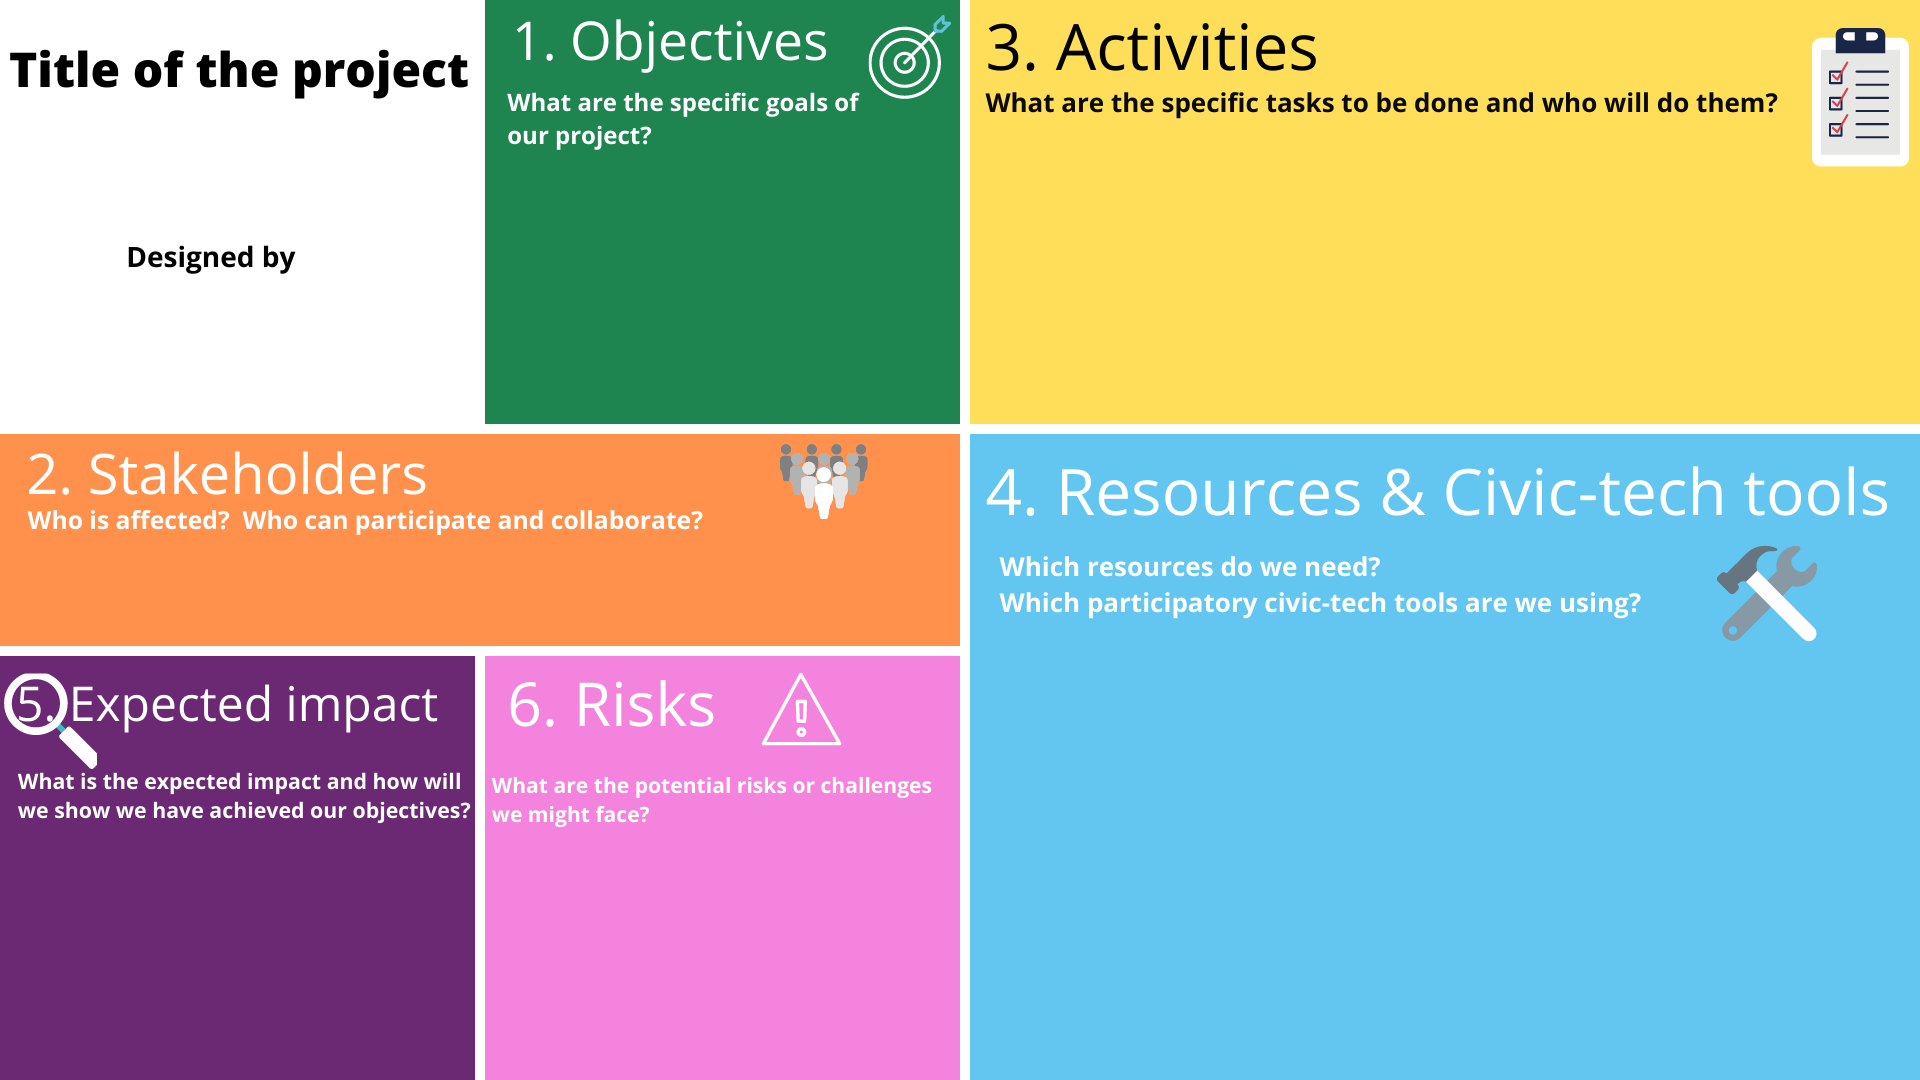 Title of the project
Designed by
1. Objectives
What are the specific goals of
our project?
2. Stakeholders
Who is affected?  Who can participate and collaborate?
3. Activities
What are the specific tasks to be done and who will do them?
4. Resources & Civic-tech tools
Which resources do we need?
Which participatory civic-tech tools are we using?
5. Expected impact
What is the expected impact and how will
we show we have achieved our objectives?
6. Risks
What are the potential risks or challenges
we might face?